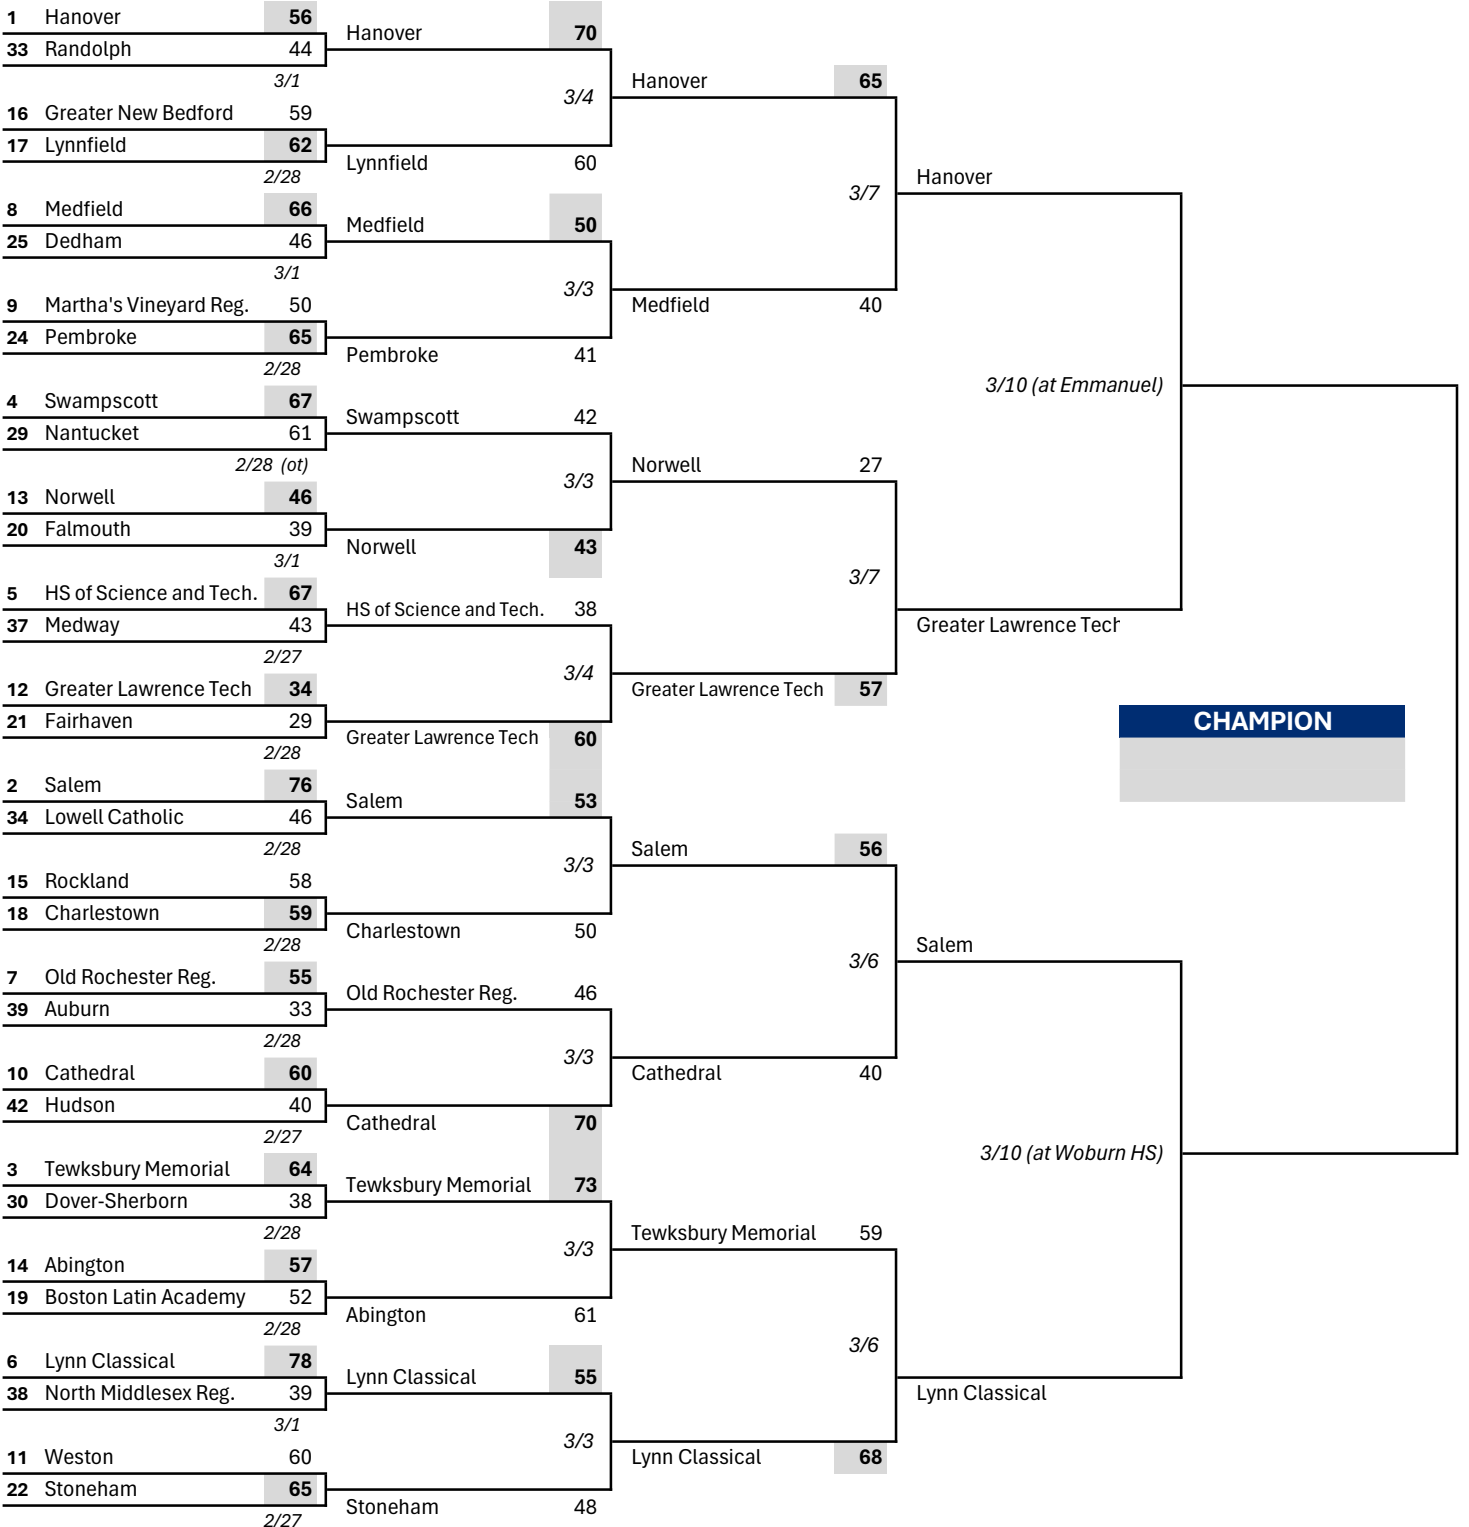 1 Hanover 56
33 Randolph 44
3/1
16 Greater New Bedford 59
17 Lynnfield 62
2/28
8 Medfield 66
25 Dedham 46
3/1
9 Martha's Vineyard Reg. 50
24 Pembroke 65
2/28
4 Swampscott 67
29 Nantucket 61
2/28 (ot)
13 Norwell 46
20 Falmouth 39
3/1
5 HS of Science and Tech. 67
37 Medway 43
2/27
12 Greater Lawrence Tech 34
21 Fairhaven 29
2/28
2 Salem 76
34 Lowell Catholic 46
2/28
15 Rockland 58
18 Charlestown 59
2/28
7 Old Rochester Reg. 55
39 Auburn 33
2/28
10 Cathedral 60
42 Hudson 40
2/27
3 Tewksbury Memorial 64
30 Dover-Sherborn 38
2/28
14 Abington 57
19 Boston Latin Academy 52
2/28
6 Lynn Classical 78
38 North Middlesex Reg. 39
3/1
11 Weston 60
22 Stoneham 65
2/27
Hanover 70
3/4
Lynnfield 60
Medfield 50
3/3
Pembroke 41
Swampscott 42
3/3
Norwell 43
HS of Science and Tech. 38
3/4
Greater Lawrence Tech 60
Salem 53
3/3
Charlestown 50
Old Rochester Reg. 46
3/3
Cathedral 70
Tewksbury Memorial 73
3/3
Abington 61
Lynn Classical 55
3/3
Stoneham 48
Hanover 65
3/7
Medfield 40
Norwell 27
3/7
Greater Lawrence Tech 57
Salem 56
3/6
Cathedral 40
Tewksbury Memorial 59
3/6
Lynn Classical 68
Hanover
3/10 (at Emmanuel)
Greater Lawrence Tech
Salem
3/10 (at Woburn HS)
Lynn Classical
CHAMPION